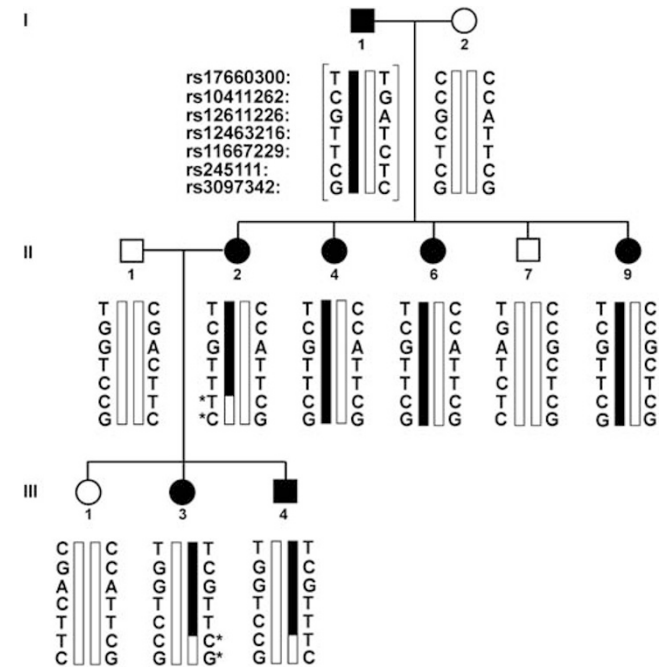 I
1 2
rs17660300: T T C C
rs10411262: C G C C
rs12611226: G A G A
rs12463216: T T C T
rs11667229: T C T T
rs245111: C T C C
rs3097342: G C G G
II
1 2 4 6 7 9
T C T C T C T C T C T C
G G C C C C C C G C C C
G A G A G A G A A G G G
T C T T T T T T T C T C
C T T T T T T T C T T T
C T *T C C C C C T C C C
G C *C G G G G G C G G G
III
1 3 4
C C T T T T
G C G C G C
A A G G G G
C T T T T T
T T C T C T
T C C C* C T
C G G G* G C